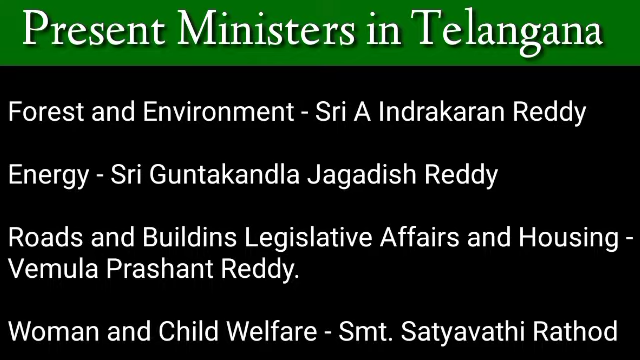 Present Ministers in Telangana
Forest and Environment - Sri A Indrakaran Reddy
Energy - Sri Guntakandla Jagadish Reddy
Roads and Buildins Legislative Affairs and Housing -
Vemula Prashant Reddy.
Woman and Child Welfare - Smt. Satyavathi Rathod